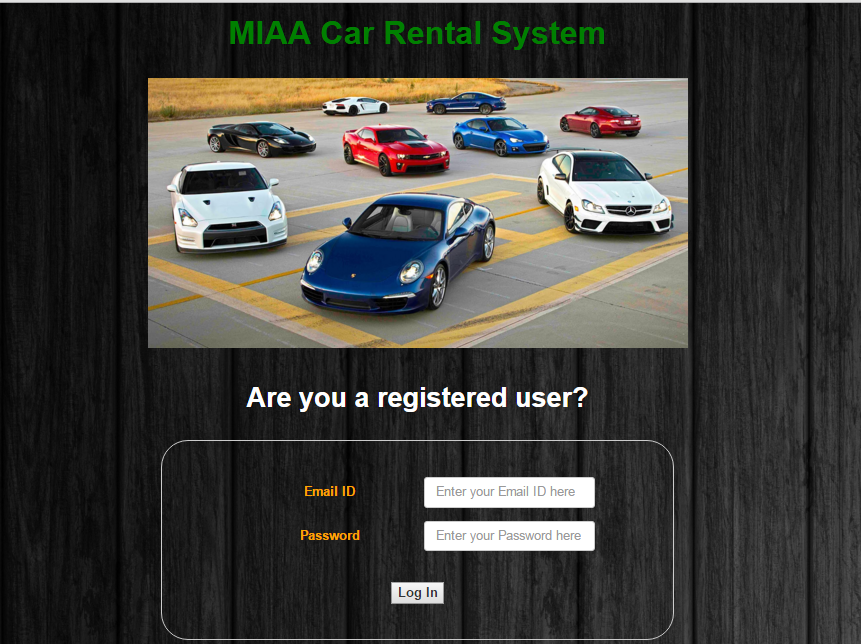 MIAA Car Rental System
Are you a registered user?
Email ID Enter your Email ID here
Password Enter your Password here
Log In